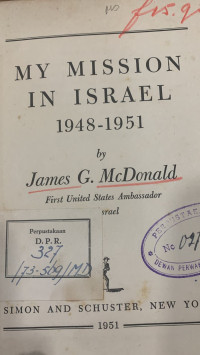 NO
MY MISSION
IN ISRAEL
1948-1951
by
James G. McDonald
First United States Ambassador
srael
Perpustakaan
D.P.R.
327
SIMON AND SCHUSTER, NEW YO
1951